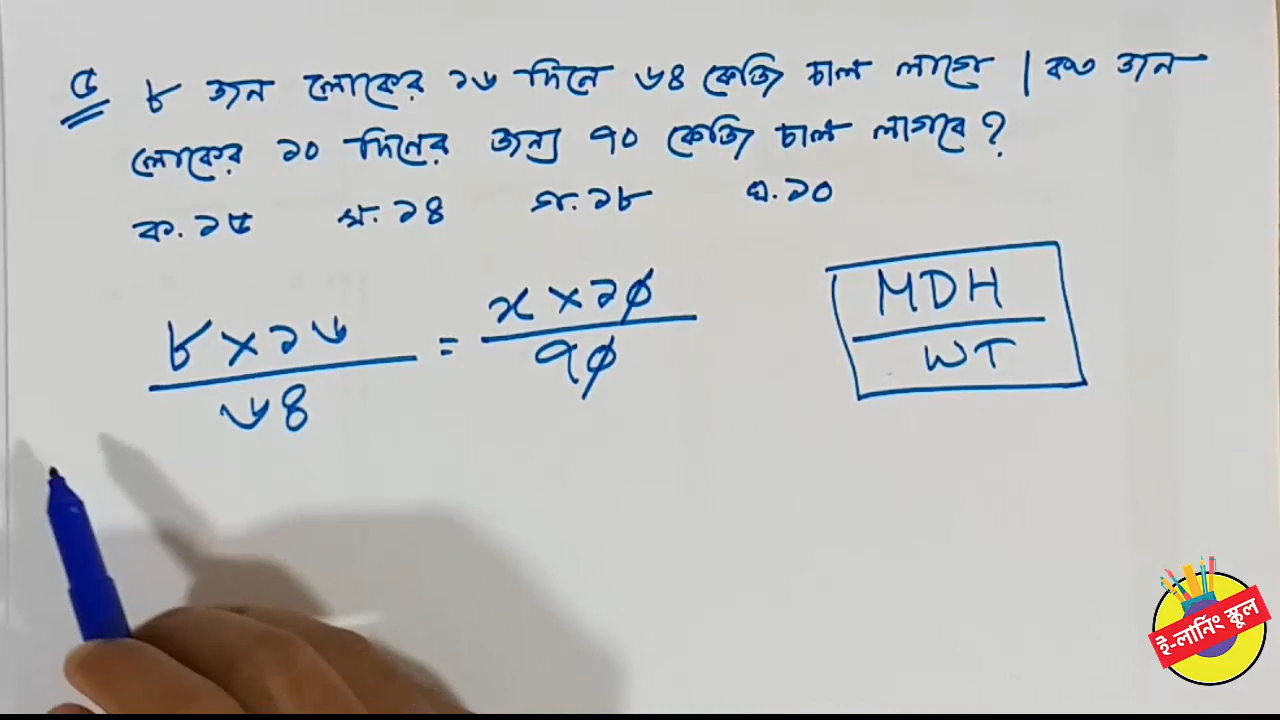 ৫ ৮ জন লোকের ১৬ দিনে ৬৪ কেজি চাল লাগে | কত জন
লোকের ১০ দিনের জন্য ৭০ কেজি চাল লাগবে ?
ক. ১৫ খ. ১৪ গ. ১৮ ঘ. ১০
৮ × ১৬ / ৬৪ = x × ১০ / ৭০
MDH
WT
ই-লার্নিং স্কুল